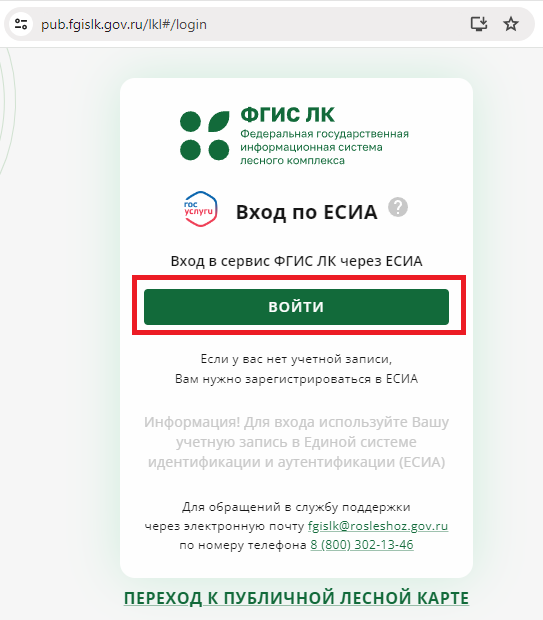 pub.fgislk.gov.ru/lkl#/login
ФГИС ЛК
Федеральная государственная
информационная система
лесного комплекса
гос
услуги
Вход по ЕСИА ?
Вход в сервис ФГИС ЛК через ЕСИА
ВОЙТИ
Если у вас нет учетной записи,
Вам нужно зарегистрироваться в ЕСИА
Информация! Для входа используйте Вашу
учетную запись в Единой системе
идентификации и аутентификации (ЕСИА)
Для обращений в службу поддержки
через электронную почту fgislk@rosleshoz.gov.ru
по номеру телефона 8 (800) 302-13-46
ПЕРЕХОД К ПУБЛИЧНОЙ ЛЕСНОЙ КАРТЕ